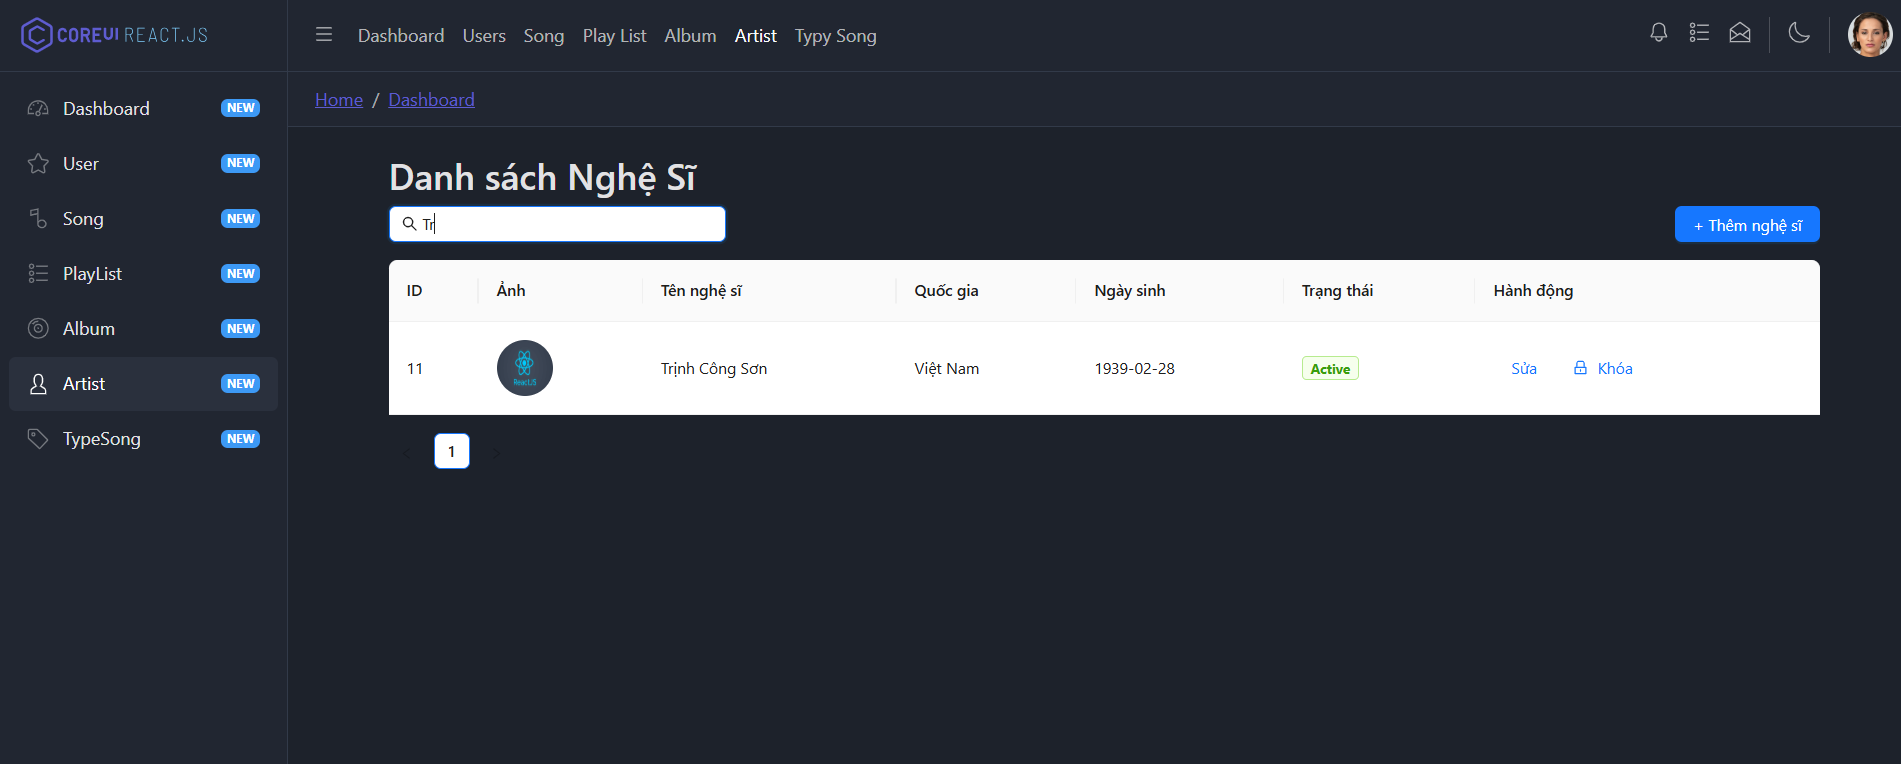 COREUI REACT.JS
Dashboard Users Song Play List Album Artist Typy Song
Home / Dashboard
Dashboard NEW
User NEW
Song NEW
PlayList NEW
Album NEW
Artist NEW
TypeSong NEW
Danh sách Nghệ Sĩ
Tr
+ Thêm nghệ sĩ
ID Ảnh Tên nghệ sĩ Quốc gia Ngày sinh Trạng thái Hành động
11 ReactJS Trịnh Công Sơn Việt Nam 1939-02-28 Active Sửa Khóa
< 1 >